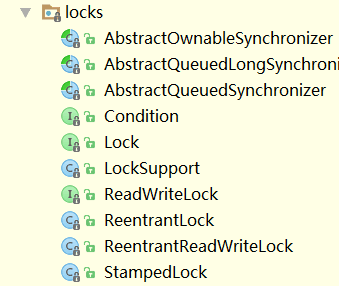 locks
AbstractOwnableSynchronizer
AbstractQueuedLongSynchroni
AbstractQueuedSynchronizer
Condition
Lock
LockSupport
ReadWriteLock
ReentrantLock
ReentrantReadWriteLock
StampedLock